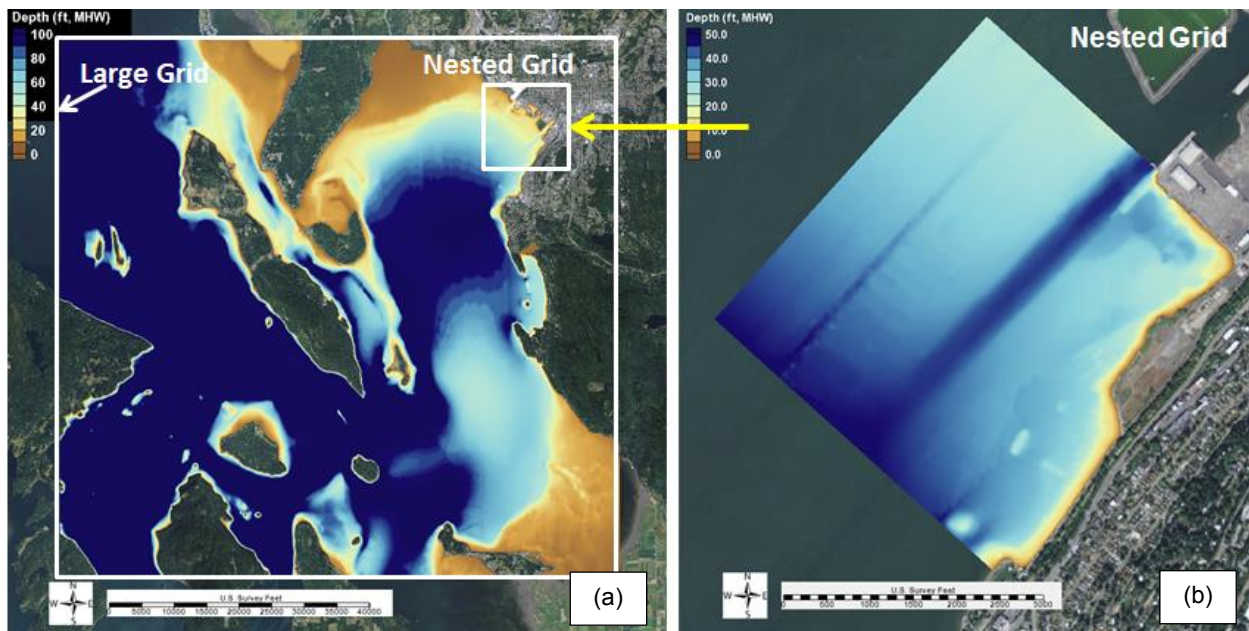 Depth (ft, MHW)
100
80
60
40
20
0
Large Grid
Nested Grid
N
W E
S
U.S. Survey Feet
0 5000 10000 15000 20000 25000 30000 35000 40000
(a)
Depth (ft, MHW)
50.0
40.0
30.0
20.0
10.0
0.0
Nested Grid
N
W E
S
U.S. Survey Feet
0 500 1000 1500 2000 2500 3000
(b)